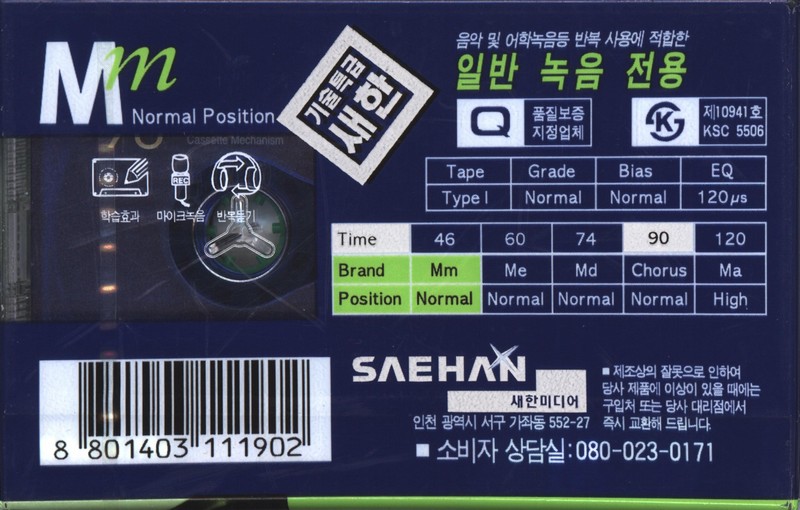 Mm
Normal Position
Cassette Mechanism
REC
학습효과 마이크녹음 반복듣기
기술특급
새한
음악 및 어학녹음등 반복 사용에 적합한
일반 녹음 전용
Q 품질보증
지정업체
K 제10941호
KSC 5506
Tape Grade Bias EQ
Type I Normal Normal 120µs
Time 46 60 74 90 120
Brand Mm Me Md Chorus Ma
Position Normal Normal Normal Normal High
8 801403 111902
SAEHAN
새한미디어
인천 광역시 서구 가좌동 552-27
■ 제조상의 잘못으로 인하여
당사 제품에 이상이 있을 때에는
구입처 또는 당사 대리점에서
즉시 교환해 드립니다.
■ 소비자 상담실:080-023-0171